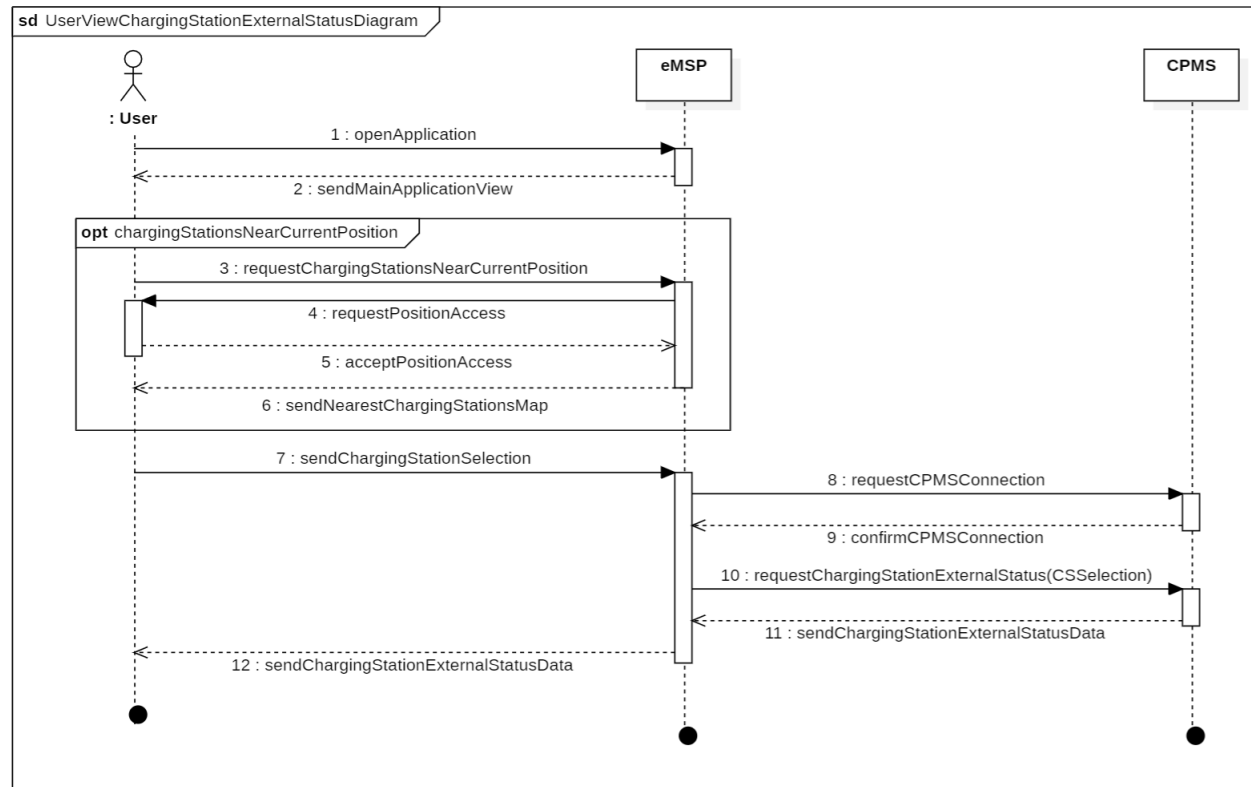 sd UserViewChargingStationExternalStatusDiagram
eMSP
CPMS
: User
1 : openApplication
2 : sendMainApplicationView
opt chargingStationsNearCurrentPosition
3 : requestChargingStationsNearCurrentPosition
4 : requestPositionAccess
5 : acceptPositionAccess
6 : sendNearestChargingStationsMap
7 : sendChargingStationSelection
8 : requestCPMSConnection
9 : confirmCPMSConnection
10 : requestChargingStationExternalStatus(CSSelection)
11 : sendChargingStationExternalStatusData
12 : sendChargingStationExternalStatusData